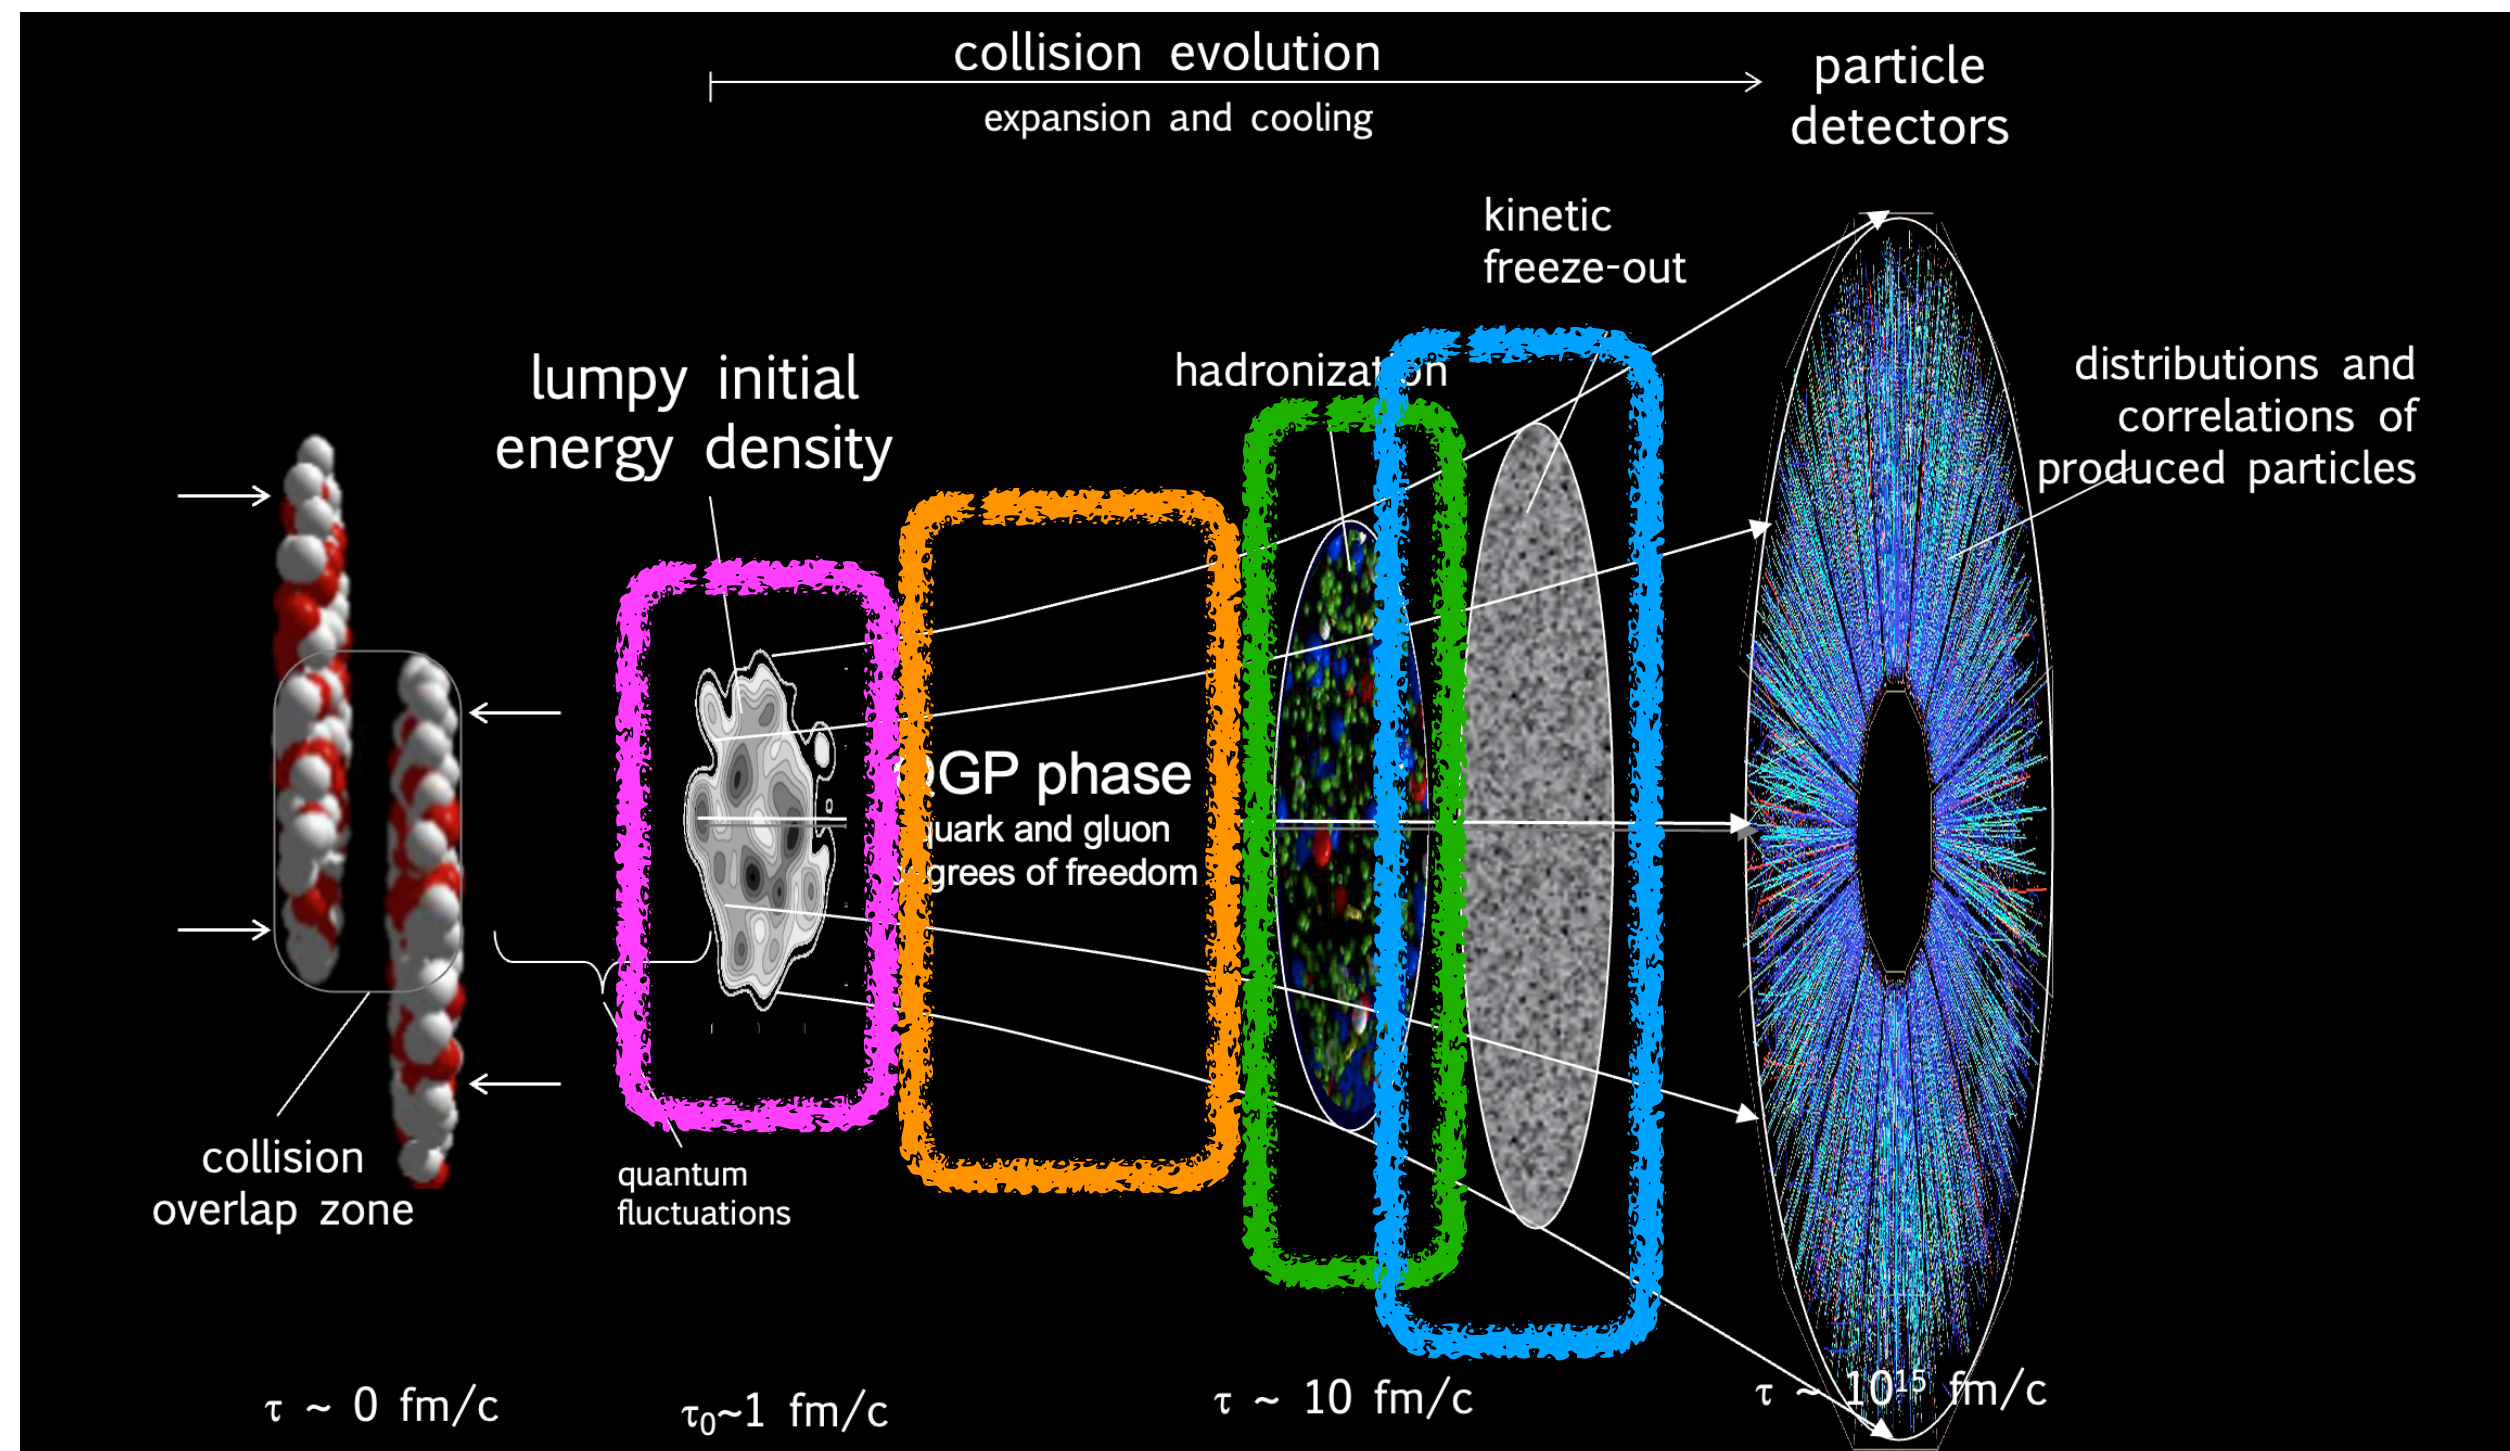 collision evolution
expansion and cooling
particle
detectors
kinetic
freeze-out
hadronization
lumpy initial
energy density
distributions and
correlations of
produced particles
QGP phase
quark and gluon
grees of freedom
collision
overlap zone
quantum
fluctuations
τ ~ 0 fm/c
τ₀~1 fm/c
τ ~ 10 fm/c
τ ~ 10¹⁵ fm/c